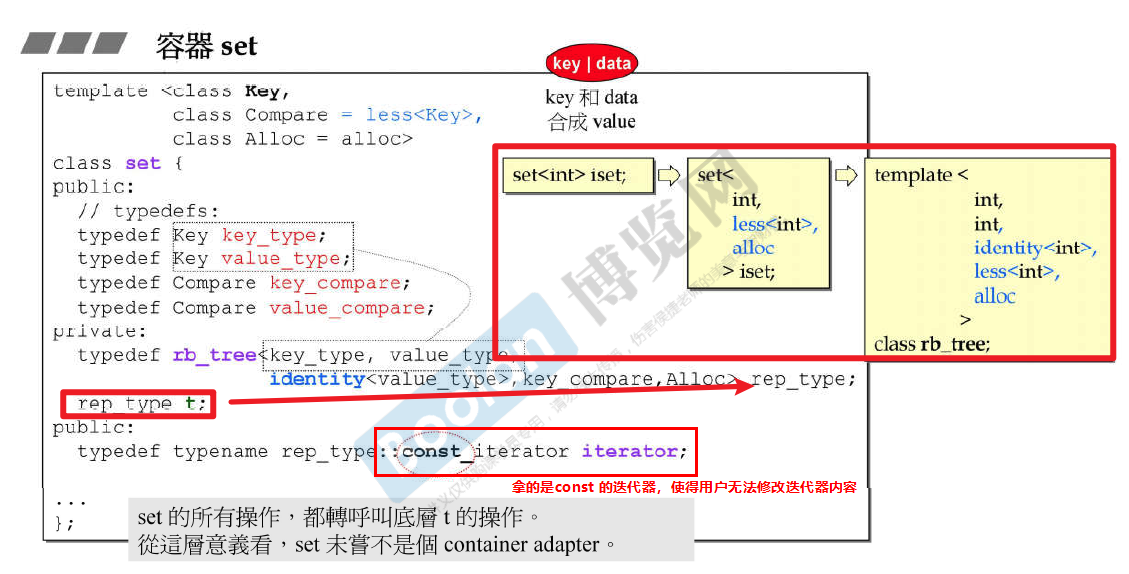 容器 set
key | data
key 和 data
合成 value
template <class Key,
class Compare = less<Key>,
class Alloc = alloc>
class set {
public:
// typedefs:
typedef Key key_type;
typedef Key value_type;
typedef Compare key_compare;
typedef Compare value_compare;
private:
typedef rb_tree<key_type, value_type,
identity<value_type>,key_compare,Alloc> rep_type;
rep_type t;
public:
typedef typename rep_type::const_iterator iterator;
...
};
set<int> iset;
set<
int,
less<int>,
alloc
> iset;
template <
int,
int,
identity<int>,
less<int>,
alloc
>
class rb_tree;
拿的是const 的迭代器，使得用户无法修改迭代器内容
set 的所有操作，都轉呼叫底層 t 的操作。
從這層意義看，set 未嘗不是個 container adapter。
Boolan 博览网